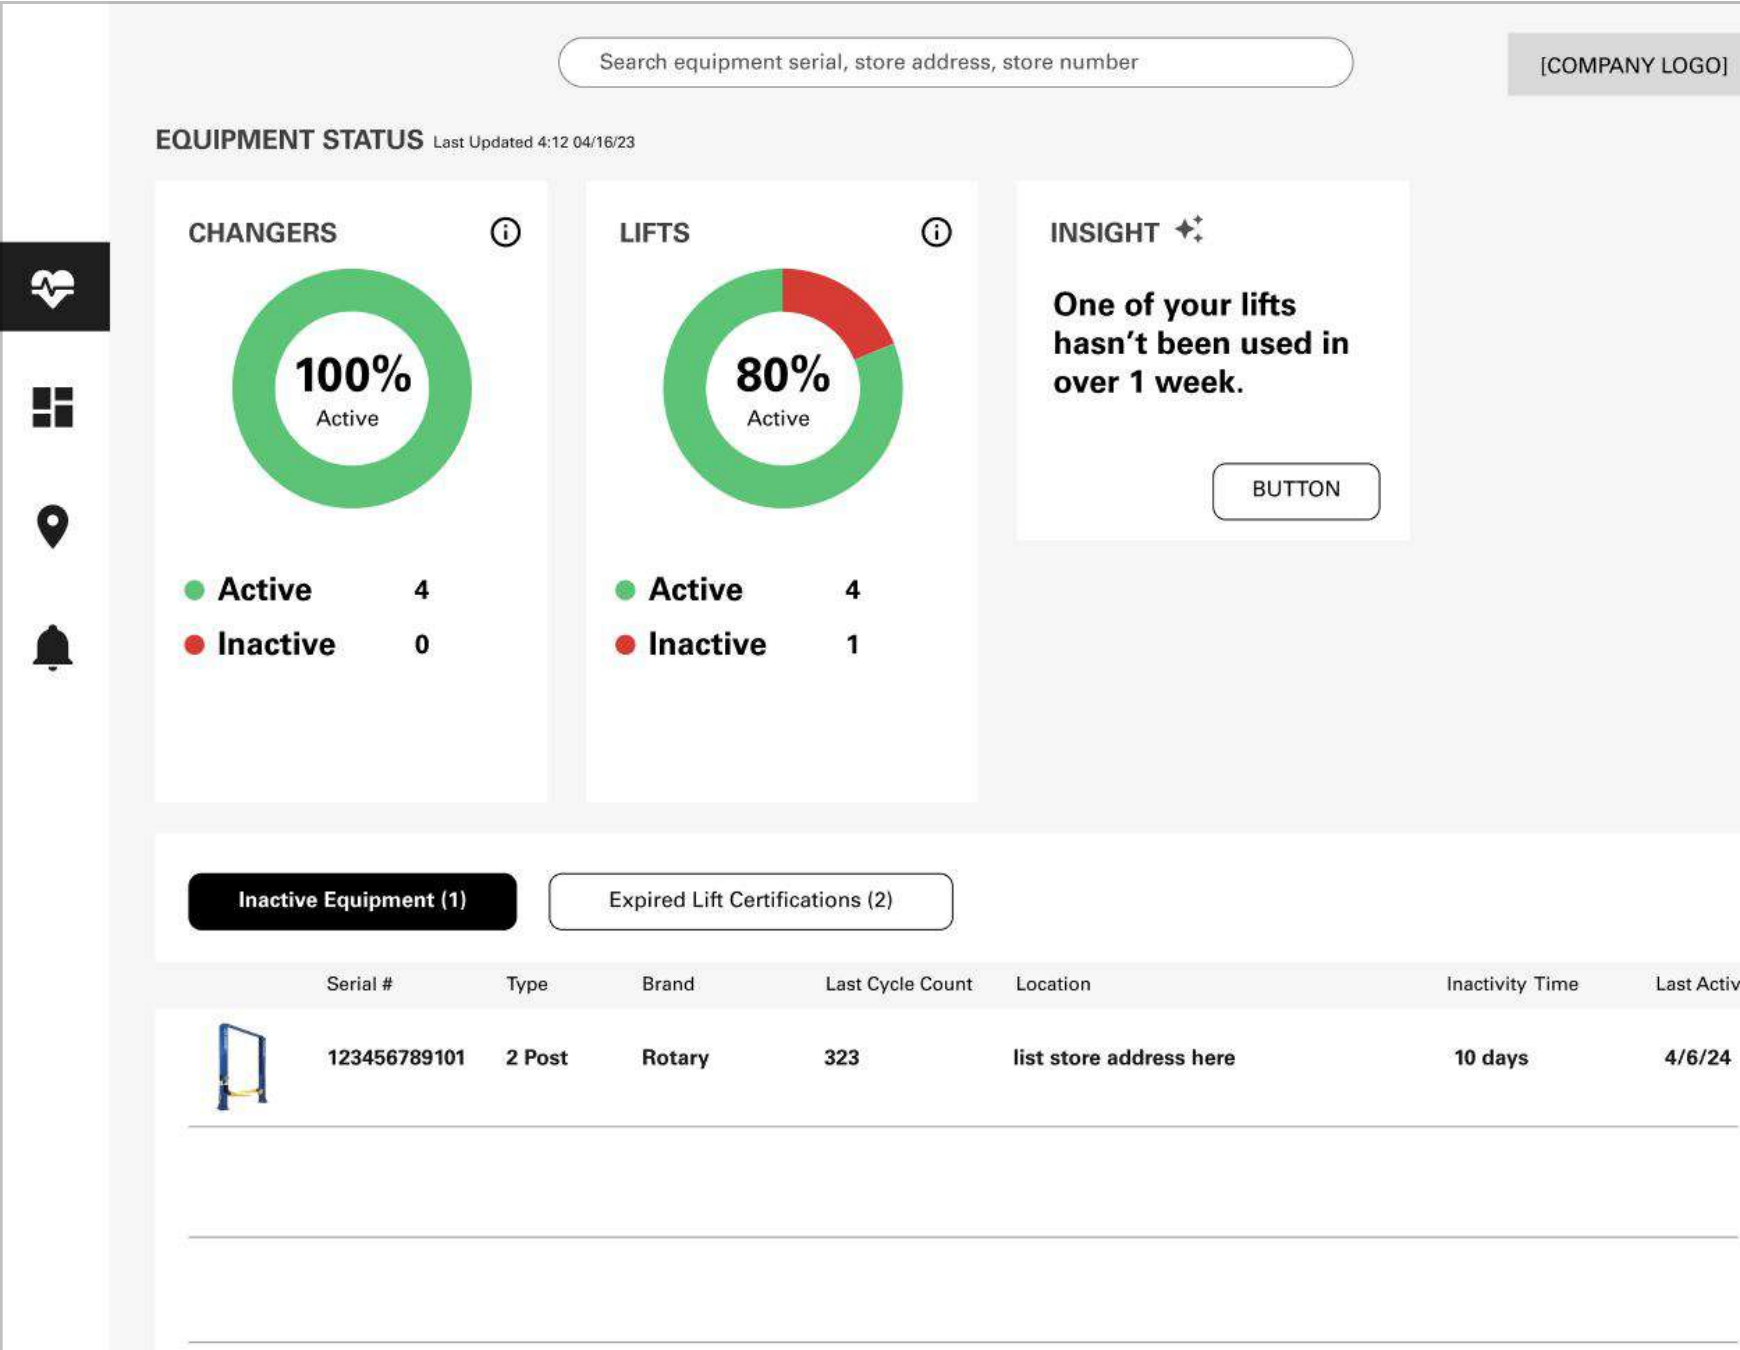 Search equipment serial, store address, store number
[COMPANY LOGO]
EQUIPMENT STATUS Last Updated 4:12 04/16/23
CHANGERS
100%
Active
Active 4
Inactive 0
LIFTS
80%
Active
Active 4
Inactive 1
INSIGHT
One of your lifts
hasn't been used in
over 1 week.
BUTTON
Inactive Equipment (1)
Expired Lift Certifications (2)
Serial # Type Brand Last Cycle Count Location Inactivity Time Last Activ
123456789101 2 Post Rotary 323 list store address here 10 days 4/6/24